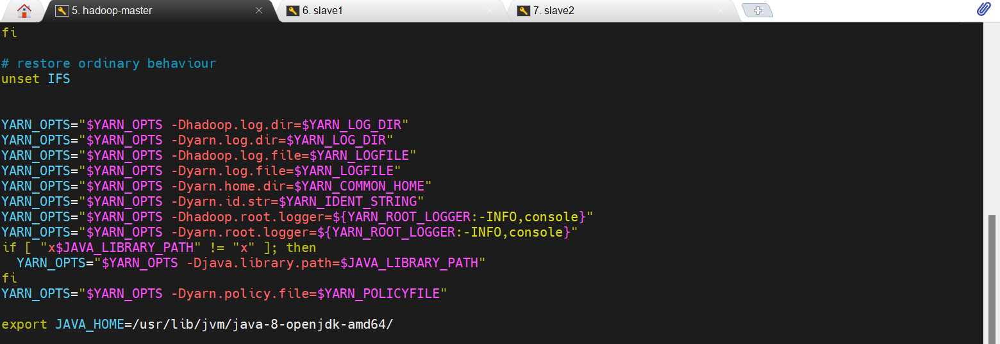 5. hadoop-master
6. slave1
7. slave2
fi
# restore ordinary behaviour
unset IFS
YARN_OPTS="$YARN_OPTS -Dhadoop.log.dir=$YARN_LOG_DIR"
YARN_OPTS="$YARN_OPTS -Dyarn.log.dir=$YARN_LOG_DIR"
YARN_OPTS="$YARN_OPTS -Dhadoop.log.file=$YARN_LOGFILE"
YARN_OPTS="$YARN_OPTS -Dyarn.log.file=$YARN_LOGFILE"
YARN_OPTS="$YARN_OPTS -Dyarn.home.dir=$YARN_COMMON_HOME"
YARN_OPTS="$YARN_OPTS -Dyarn.id.str=$YARN_IDENT_STRING"
YARN_OPTS="$YARN_OPTS -Dhadoop.root.logger=${YARN_ROOT_LOGGER:-INFO,console}"
YARN_OPTS="$YARN_OPTS -Dyarn.root.logger=${YARN_ROOT_LOGGER:-INFO,console}"
if [ "x$JAVA_LIBRARY_PATH" != "x" ]; then
  YARN_OPTS="$YARN_OPTS -Djava.library.path=$JAVA_LIBRARY_PATH"
fi
YARN_OPTS="$YARN_OPTS -Dyarn.policy.file=$YARN_POLICYFILE"
export JAVA_HOME=/usr/lib/jvm/java-8-openjdk-amd64/